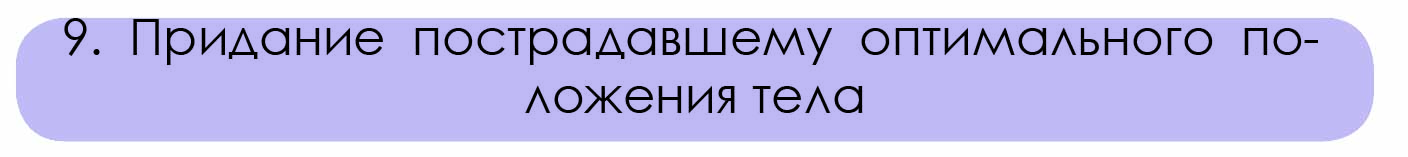 9. Придание пострадавшему оптимального по-
ложения тела